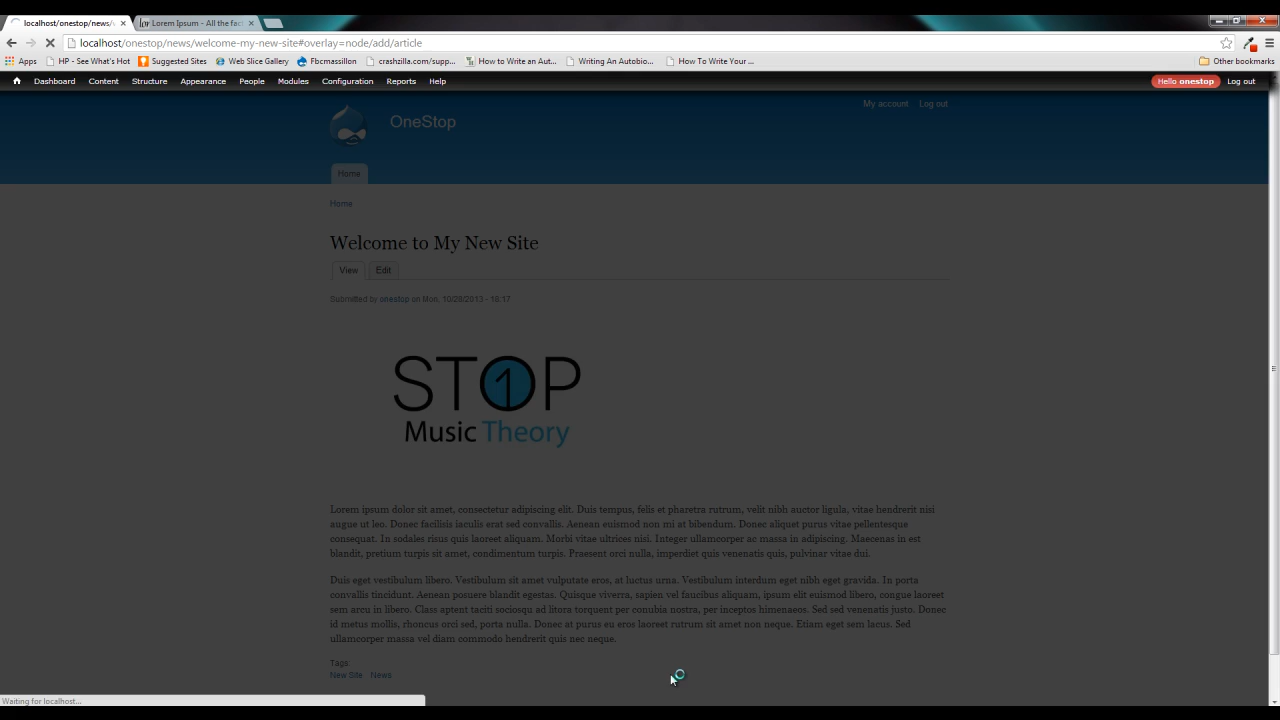 localhost/onestop/news/w
Lorem Ipsum - All the fac
localhost/onestop/news/welcome-my-new-site#overlay=node/add/article
Apps HP - See What's Hot Suggested Sites Web Slice Gallery Fbcmassillon crashzilla.com/supp... How to Write an Aut... Writing An Autobio... How To Write Your ... Other bookmarks
Dashboard Content Structure Appearance People Modules Configuration Reports Help Hello onestop Log out
My account Log out
OneStop
Home
Home
Welcome to My New Site
View Edit
Submitted by onestop on Mon, 10/28/2013 - 16:17
ST1P
Music Theory
Lorem ipsum dolor sit amet, consectetur adipiscing elit. Duis tempus, felis et pharetra rutrum, velit nibh auctor ligula, vitae hendrerit nisi
augue ut leo. Donec facilisis iaculis erat sed convallis. Aenean euismod non mi at bibendum. Donec aliquet purus vitae pellentesque
consequat. In sodales risus quis laoreet aliquam. Morbi vitae ultrices nisi. Integer ullamcorper ac massa in adipiscing. Maecenas in est
blandit, pretium turpis sit amet, condimentum turpis. Praesent orci nulla, imperdiet quis venenatis quis, pulvinar vitae dui.
Duis eget vestibulum libero. Vestibulum sit amet vulputate eros, at luctus urna. Vestibulum interdum eget nibh eget gravida. In porta
convallis tincidunt. Aenean posuere blandit egestas. Quisque viverra, sapien vel faucibus aliquam, ipsum elit euismod libero, congue laoreet
sem arcu in libero. Class aptent taciti sociosqu ad litora torquent per conubia nostra, per inceptos himenaeos. Sed sed venenatis justo. Donec
id metus mollis, rhoncus orci sed, porta nulla. Donec at purus eu eros laoreet rutrum sit amet non neque. Etiam eget sem lacus. Sed
ullamcorper massa vel diam commodo hendrerit quis nec neque.
Tags:
New Site News
Waiting for localhost...